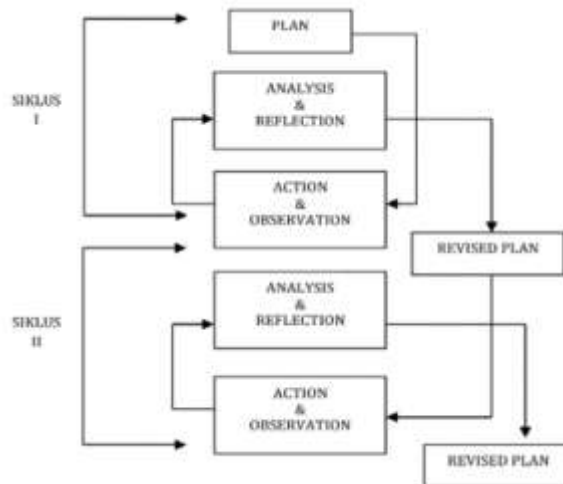 PLAN
ANALYSIS
&
REFLECTION
SIKLUS
I
ACTION
&
OBSERVATION
REVISED PLAN
ANALYSIS
&
REFLECTION
SIKLUS
II
ACTION
&
OBSERVATION
REVISED PLAN